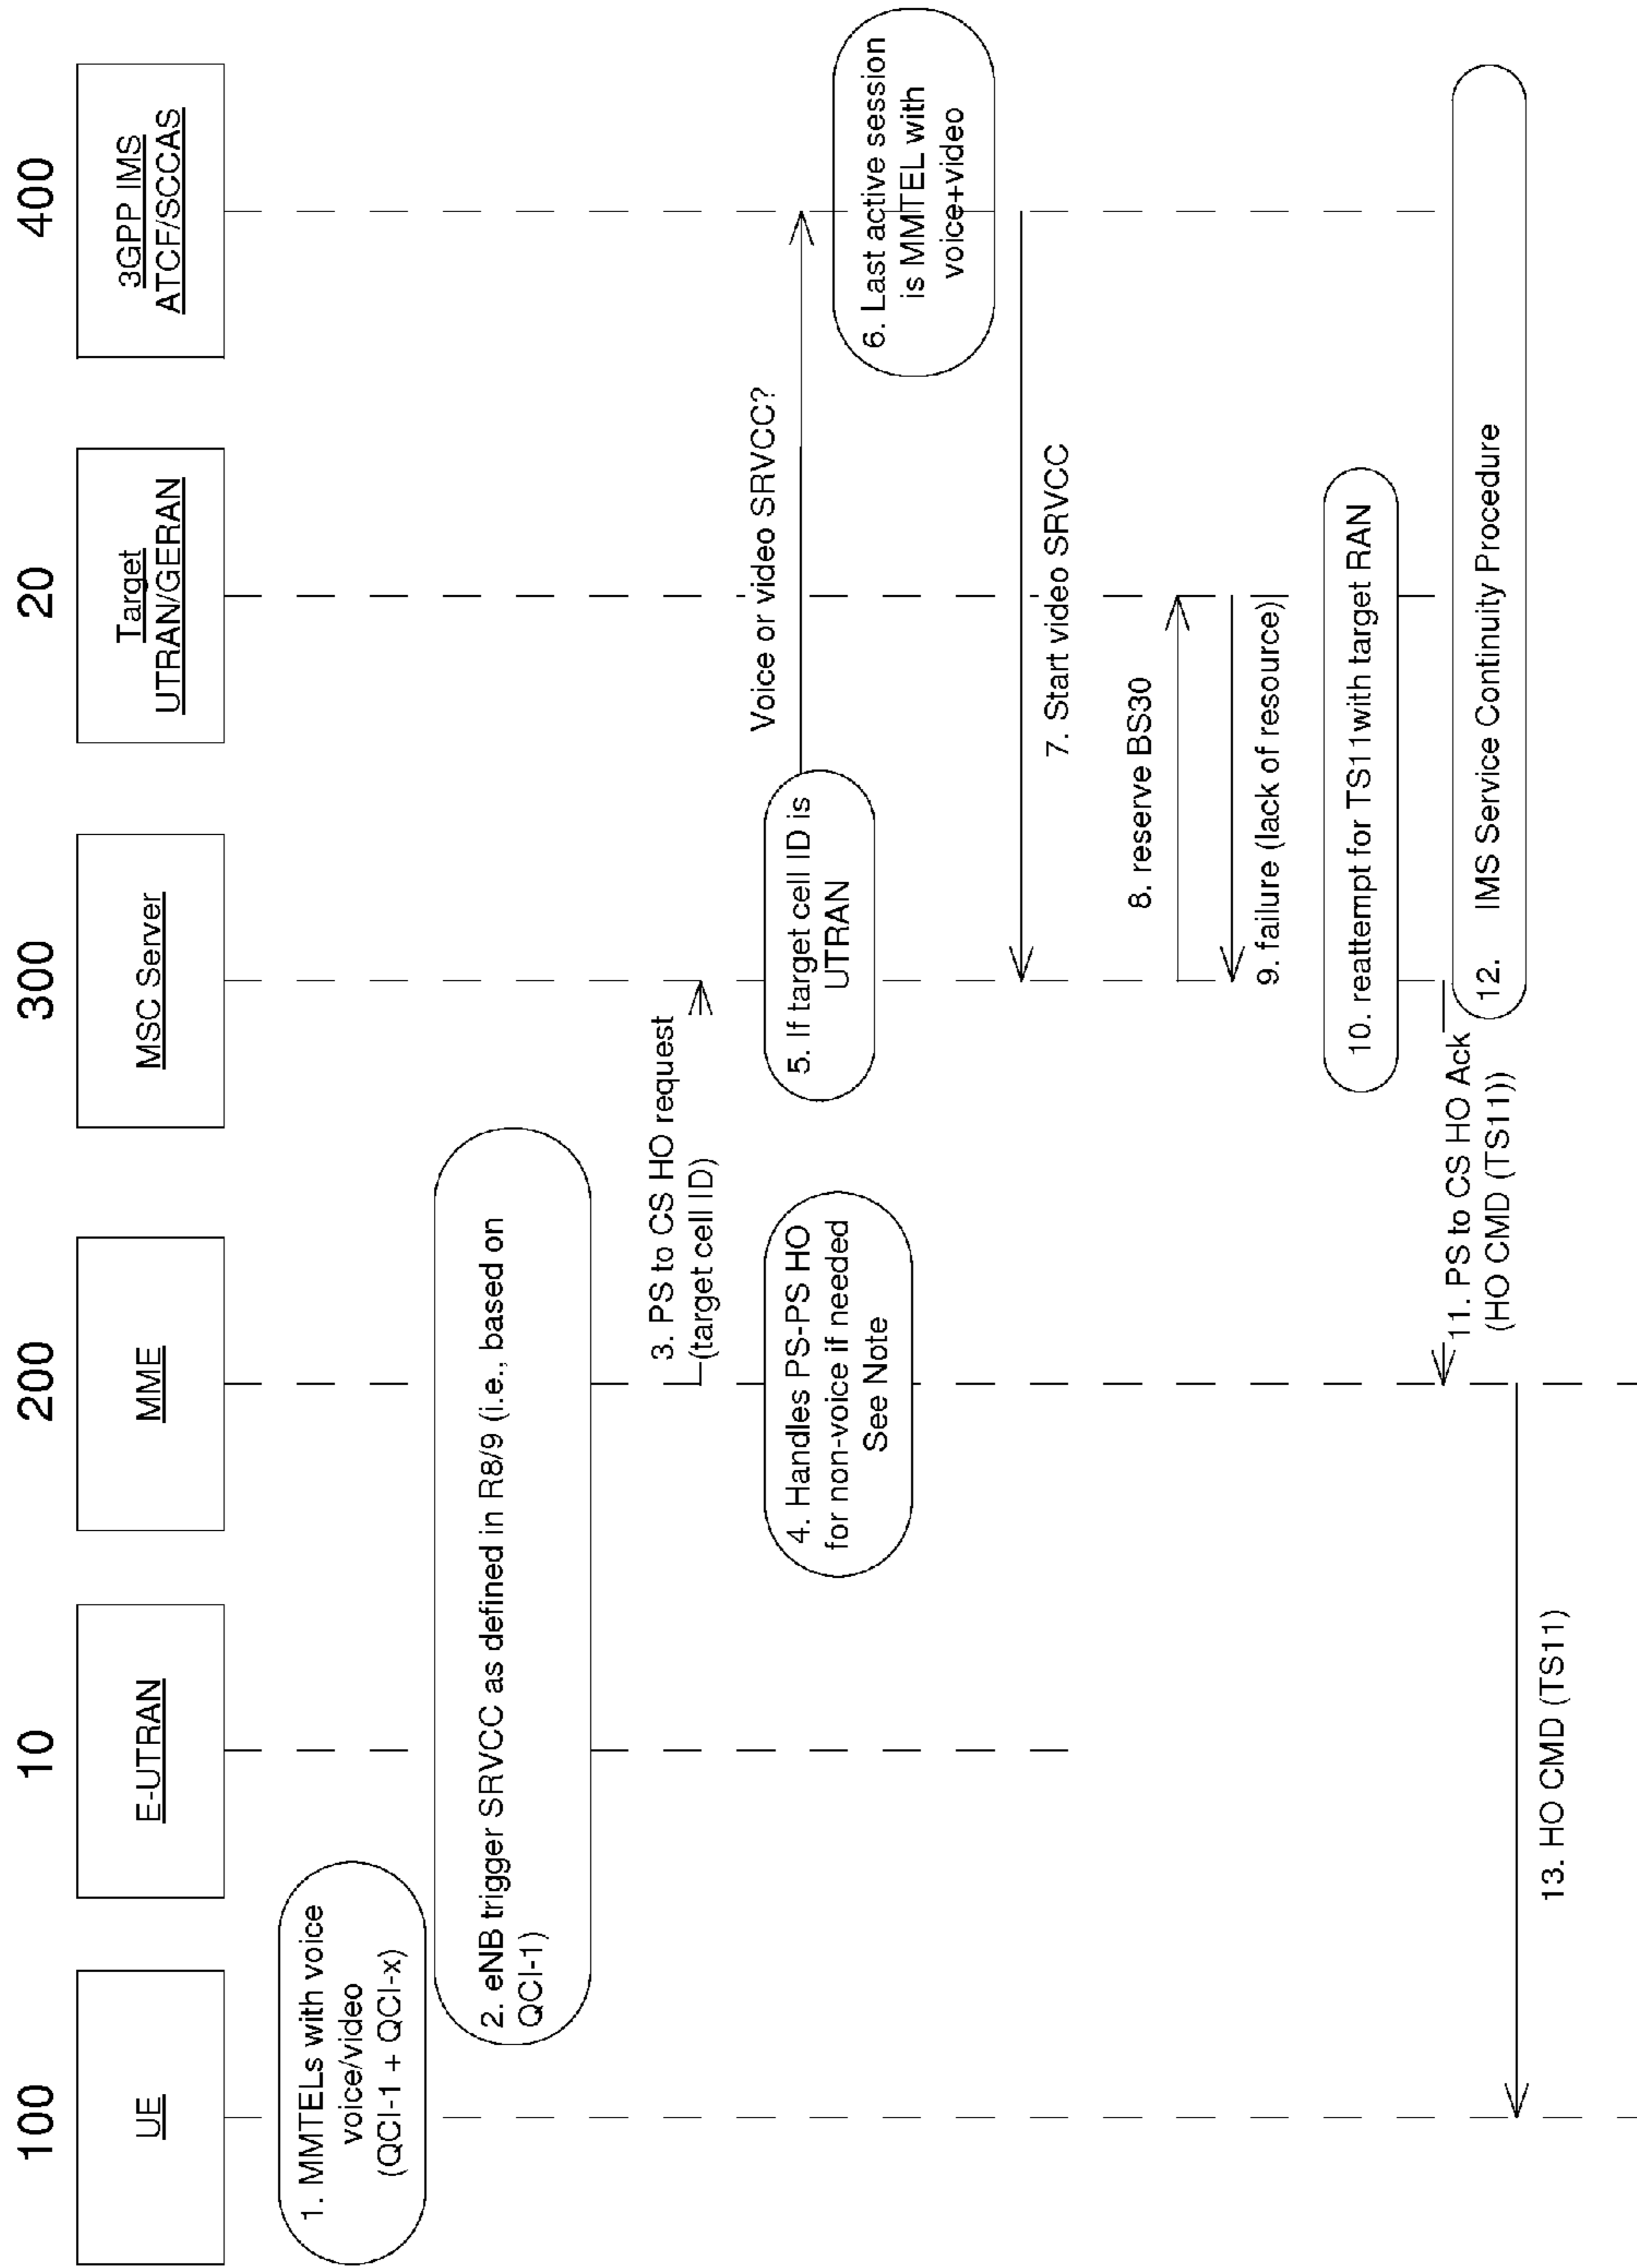 100
10
200
300
20
400
UE
E-UTRAN
MME
MSC Server
Target
UTRAN/GERAN
3GPP IMS
ATCF/SCCAS
1. MMTELs with voice
voice/video
(QCI-1 + QCI-x)
2. eNB trigger SRVCC as defined in R8/9 (i.e., based on
QCI-1)
3. PS to CS HO request
(target cell ID)
4. Handles PS-PS HO
for non-voice if needed
See Note
5. If target cell ID is
UTRAN
Voice or video SRVCC?
6. Last active session
is MMTEL with
voice+video
7. Start video SRVCC
8. reserve BS30
9. failure (lack of resource)
10. reattempt for TS11with target RAN
11. PS to CS HO Ack
(HO CMD (TS11))
12. IMS Service Continuity Procedure
13. HO CMD (TS11)